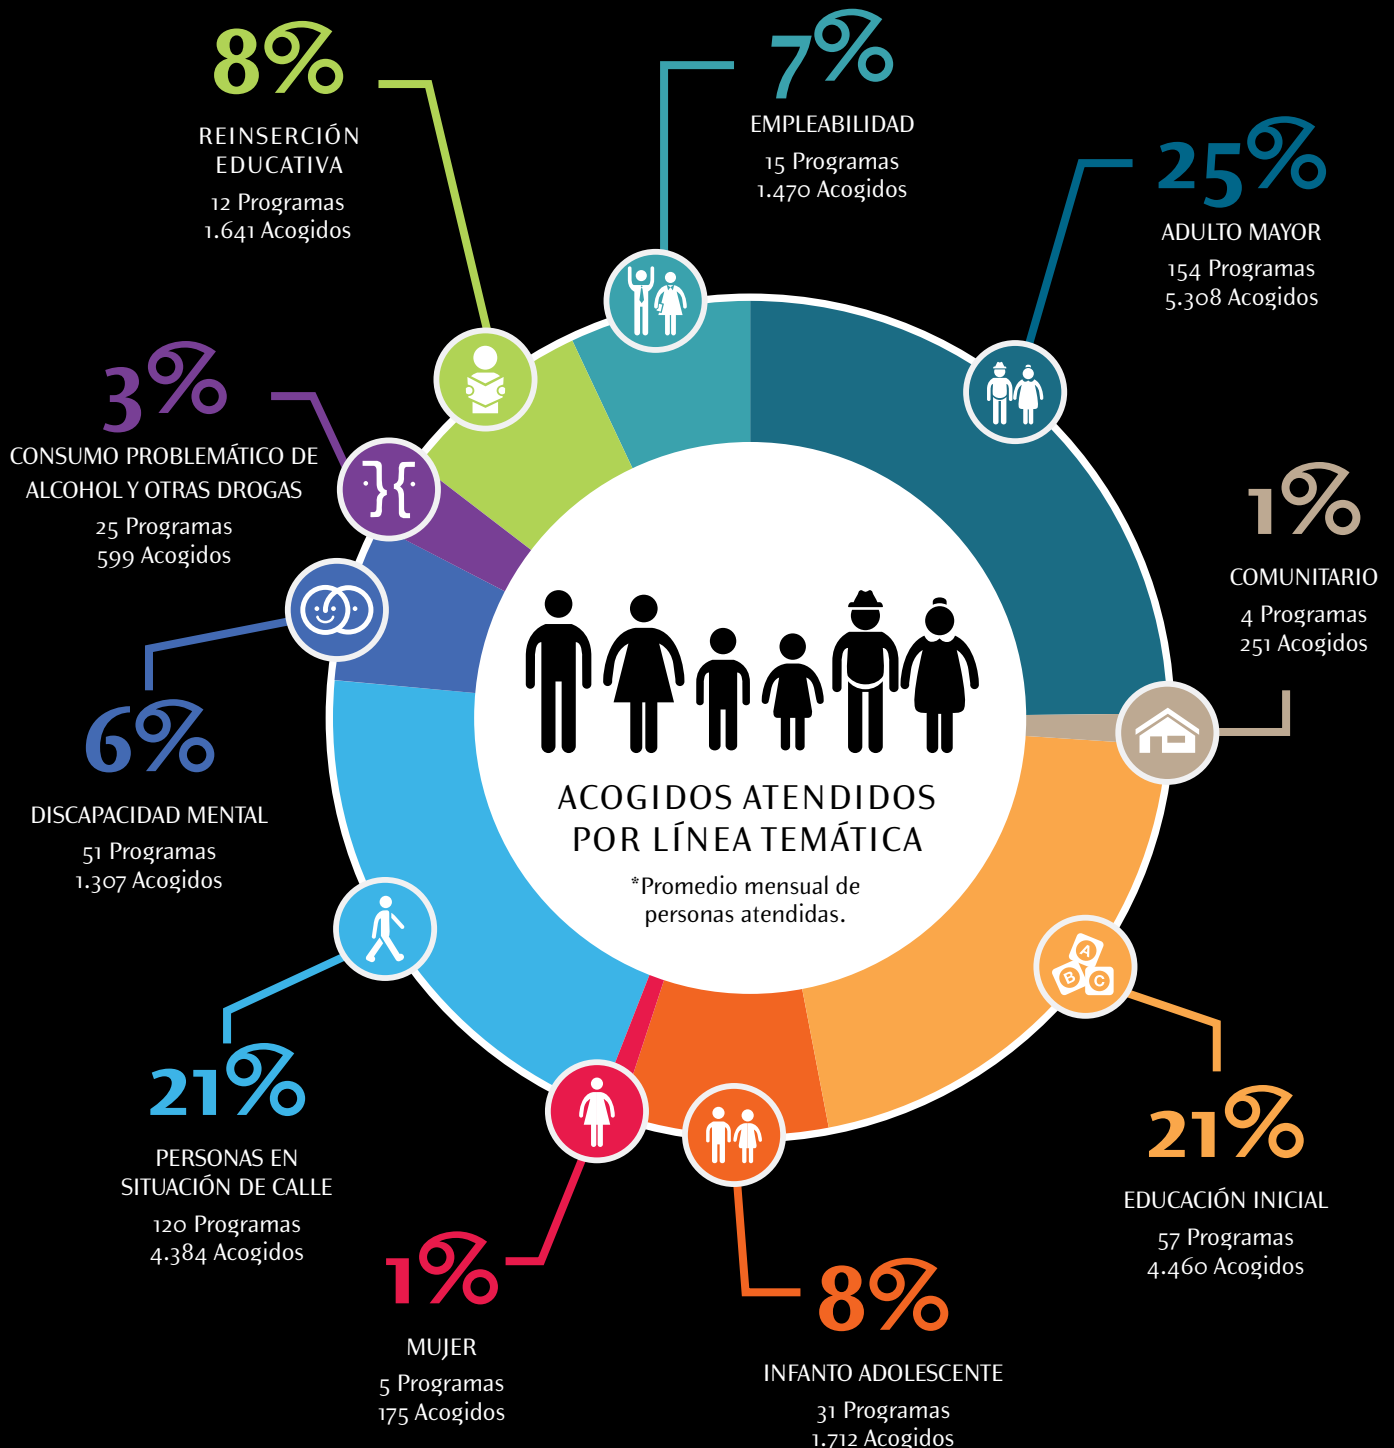 8%
REINSERCIÓN
EDUCATIVA
12 Programas
1.641 Acogidos
7%
EMPLEABILIDAD
15 Programas
1.470 Acogidos
25%
ADULTO MAYOR
154 Programas
5.308 Acogidos
3%
CONSUMO PROBLEMÁTICO DE
ALCOHOL Y OTRAS DROGAS
25 Programas
599 Acogidos
1%
COMUNITARIO
4 Programas
251 Acogidos
6%
DISCAPACIDAD MENTAL
51 Programas
1.307 Acogidos
ACOGIDOS ATENDIDOS
POR LÍNEA TEMÁTICA
*Promedio mensual de
personas atendidas.
A
B C
21%
PERSONAS EN
SITUACIÓN DE CALLE
120 Programas
4.384 Acogidos
21%
EDUCACIÓN INICIAL
57 Programas
4.460 Acogidos
1%
MUJER
5 Programas
175 Acogidos
8%
INFANTO ADOLESCENTE
31 Programas
1.712 Acogidos